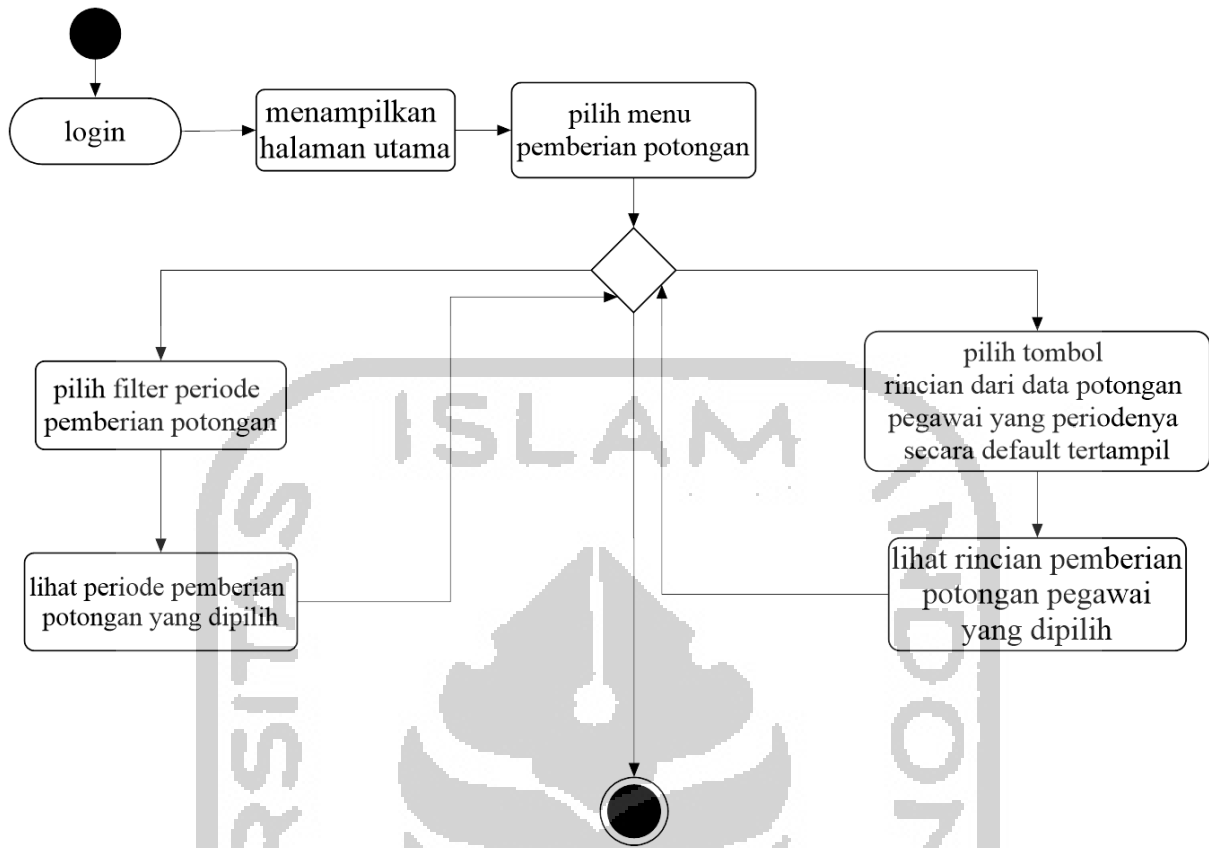 login
menampilkan
halaman utama
pilih menu
pemberian potongan
pilih filter periode
pemberian potongan
pilih tombol
rincian dari data potongan
pegawai yang periodenya
secara default tertampil
lihat periode pemberian
potongan yang dipilih
lihat rincian pemberian
potongan pegawai
yang dipilih
ISLAM